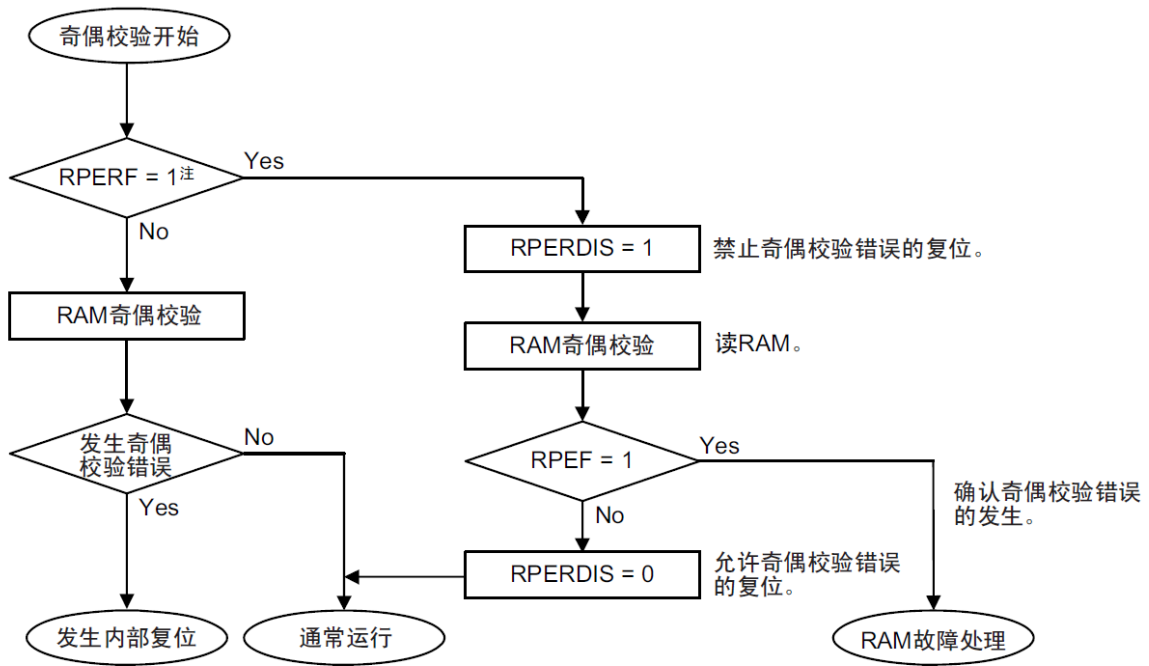 奇偶校验开始
RPERF = 1注
Yes
No
RPERDIS = 1
禁止奇偶校验错误的复位。
RAM奇偶校验
RAM奇偶校验
读RAM。
发生奇偶
校验错误
No
Yes
RPEF = 1
Yes
No
确认奇偶校验错误
的发生。
RPERDIS = 0
允许奇偶校验错误
的复位。
发生内部复位
通常运行
RAM故障处理